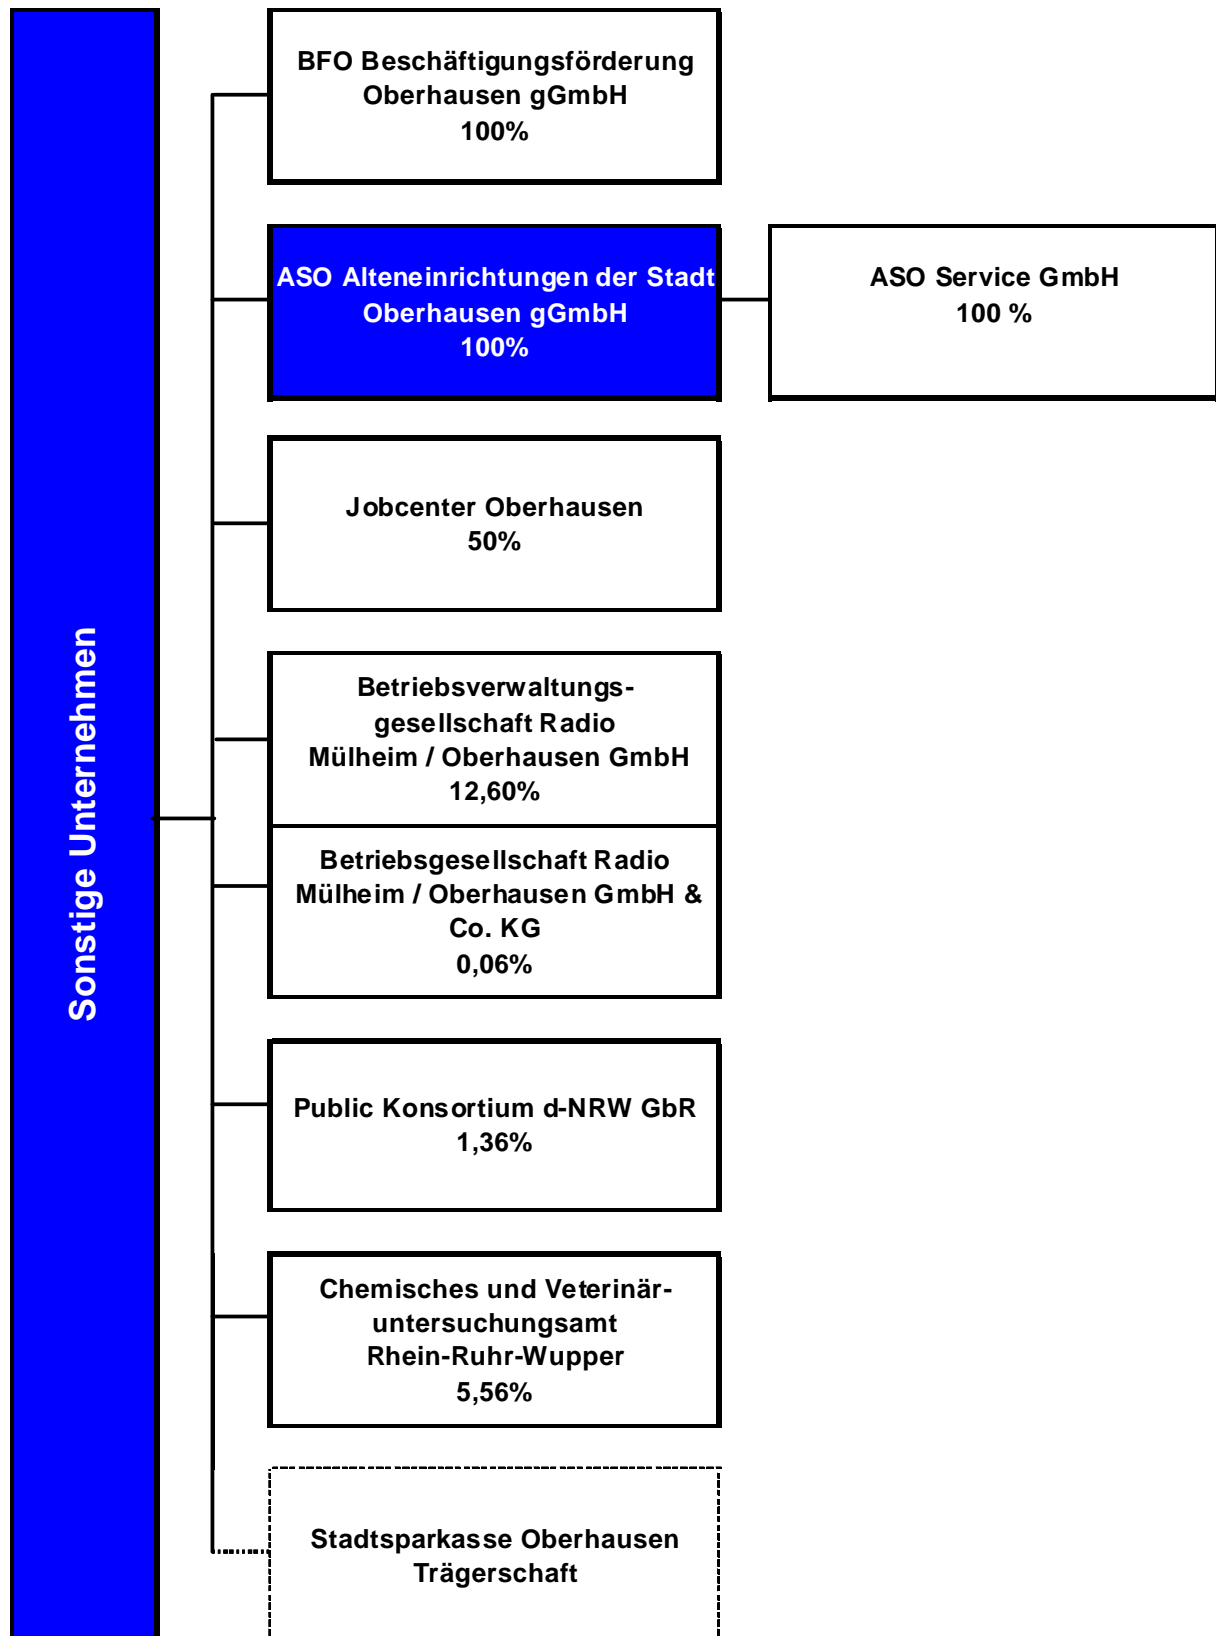 Sonstige Unternehmen
BFO Beschäftigungsförderung
Oberhausen gGmbH
100%
ASO Alteneinrichtungen der Stadt
Oberhausen gGmbH
100%
ASO Service GmbH
100 %
Jobcenter Oberhausen
50%
Betriebsverwaltungs-
gesellschaft Radio
Mülheim / Oberhausen GmbH
12,60%
Betriebsgesellschaft Radio
Mülheim / Oberhausen GmbH &
Co. KG
0,06%
Public Konsortium d-NRW GbR
1,36%
Chemisches und Veterinär-
untersuchungsamt
Rhein-Ruhr-Wupper
5,56%
Stadtsparkasse Oberhausen
Trägerschaft